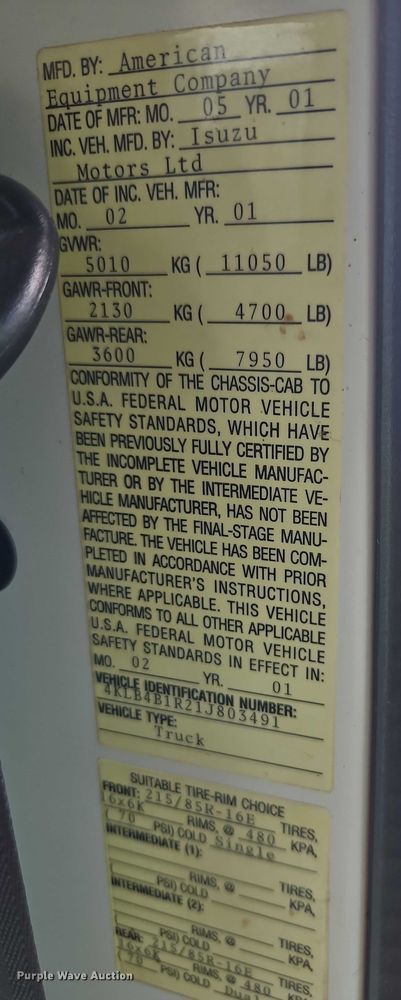 MFD. BY: American
Equipment Company
DATE OF MFR: MO. 05 YR. 01
INC. VEH. MFD. BY: Isuzu
Motors Ltd
DATE OF INC. VEH. MFR:
MO. 02 YR. 01
GVWR:
5010 KG ( 11050 LB)
GAWR-FRONT:
2130 KG ( 4700 LB)
GAWR-REAR:
3600 KG ( 7950 LB)
CONFORMITY OF THE CHASSIS-CAB TO
U.S.A. FEDERAL MOTOR VEHICLE
SAFETY STANDARDS, WHICH HAVE
BEEN PREVIOUSLY FULLY CERTIFIED BY
THE INCOMPLETE VEHICLE MANUFAC-
TURER OR BY THE INTERMEDIATE VE-
HICLE MANUFACTURER, HAS NOT BEEN
AFFECTED BY THE FINAL-STAGE MANU-
FACTURE. THE VEHICLE HAS BEEN COM-
PLETED IN ACCORDANCE WITH PRIOR
MANUFACTURER'S INSTRUCTIONS,
WHERE APPLICABLE. THIS VEHICLE
CONFORMS TO ALL OTHER APPLICABLE
U.S.A. FEDERAL MOTOR VEHICLE
SAFETY STANDARDS IN EFFECT IN:
MO. 02 YR. 01
VEHICLE IDENTIFICATION NUMBER:
4KLB4B1R21J803491
VEHICLE TYPE:
Truck
SUITABLE TIRE-RIM CHOICE
FRONT: 215/85R-16E TIRES,
16x6K RIMS, @ 480 KPA,
( 70 PSI) COLD Single
INTERMEDIATE (1):
TIRES,
RIMS, @ KPA,
( PSI) COLD
INTERMEDIATE (2):
TIRES,
RIMS, @ KPA,
( PSI) COLD
REAR: 215/85R-16E TIRES,
16x6K RIMS, @ 480 KPA,
( 70 PSI) COLD Dual
Purple Wave Auction